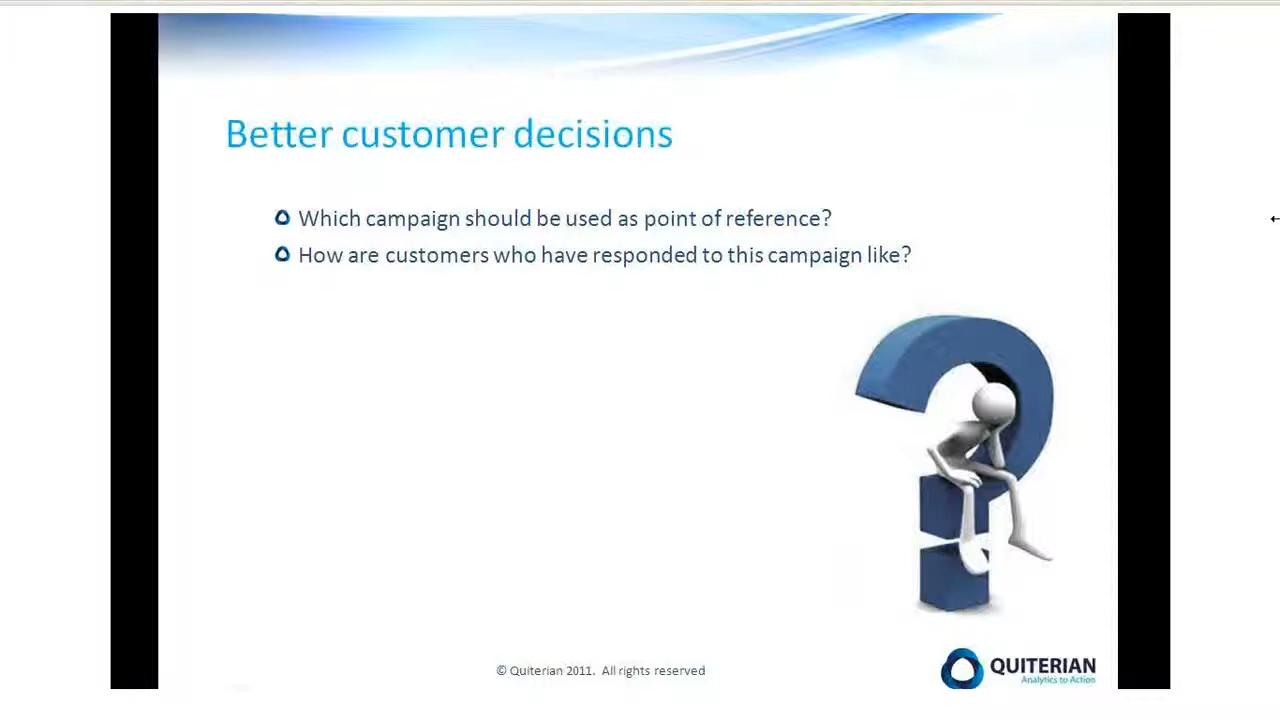 Better customer decisions
Which campaign should be used as point of reference?
How are customers who have responded to this campaign like?
© Quiterian 2011. All rights reserved
QUITERIAN
Analytics to Action